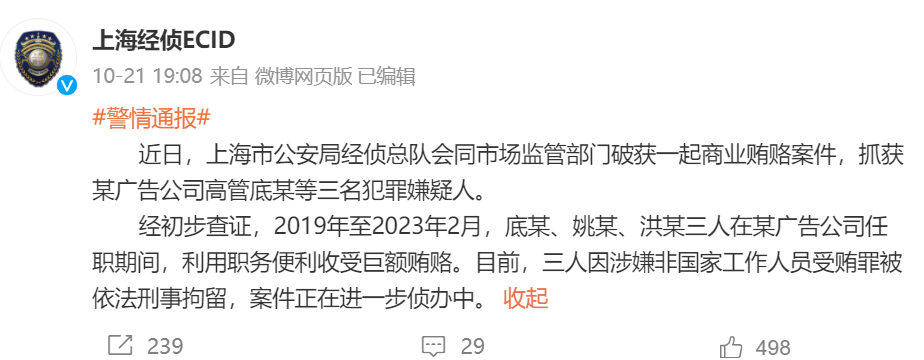 上海经侦ECID
10-21 19:08 来自 微博网页版 已编辑
#警情通报#
近日，上海市公安局经侦总队会同市场监管部门破获一起商业贿赂案件，抓获
某广告公司高管底某等三名犯罪嫌疑人。
经初步查证，2019年至2023年2月，底某、姚某、洪某三人在某广告公司任
职期间，利用职务便利收受巨额贿赂。目前，三人因涉嫌非国家工作人员受贿罪被
依法刑事拘留，案件正在进一步侦办中。 收起
239 29 498